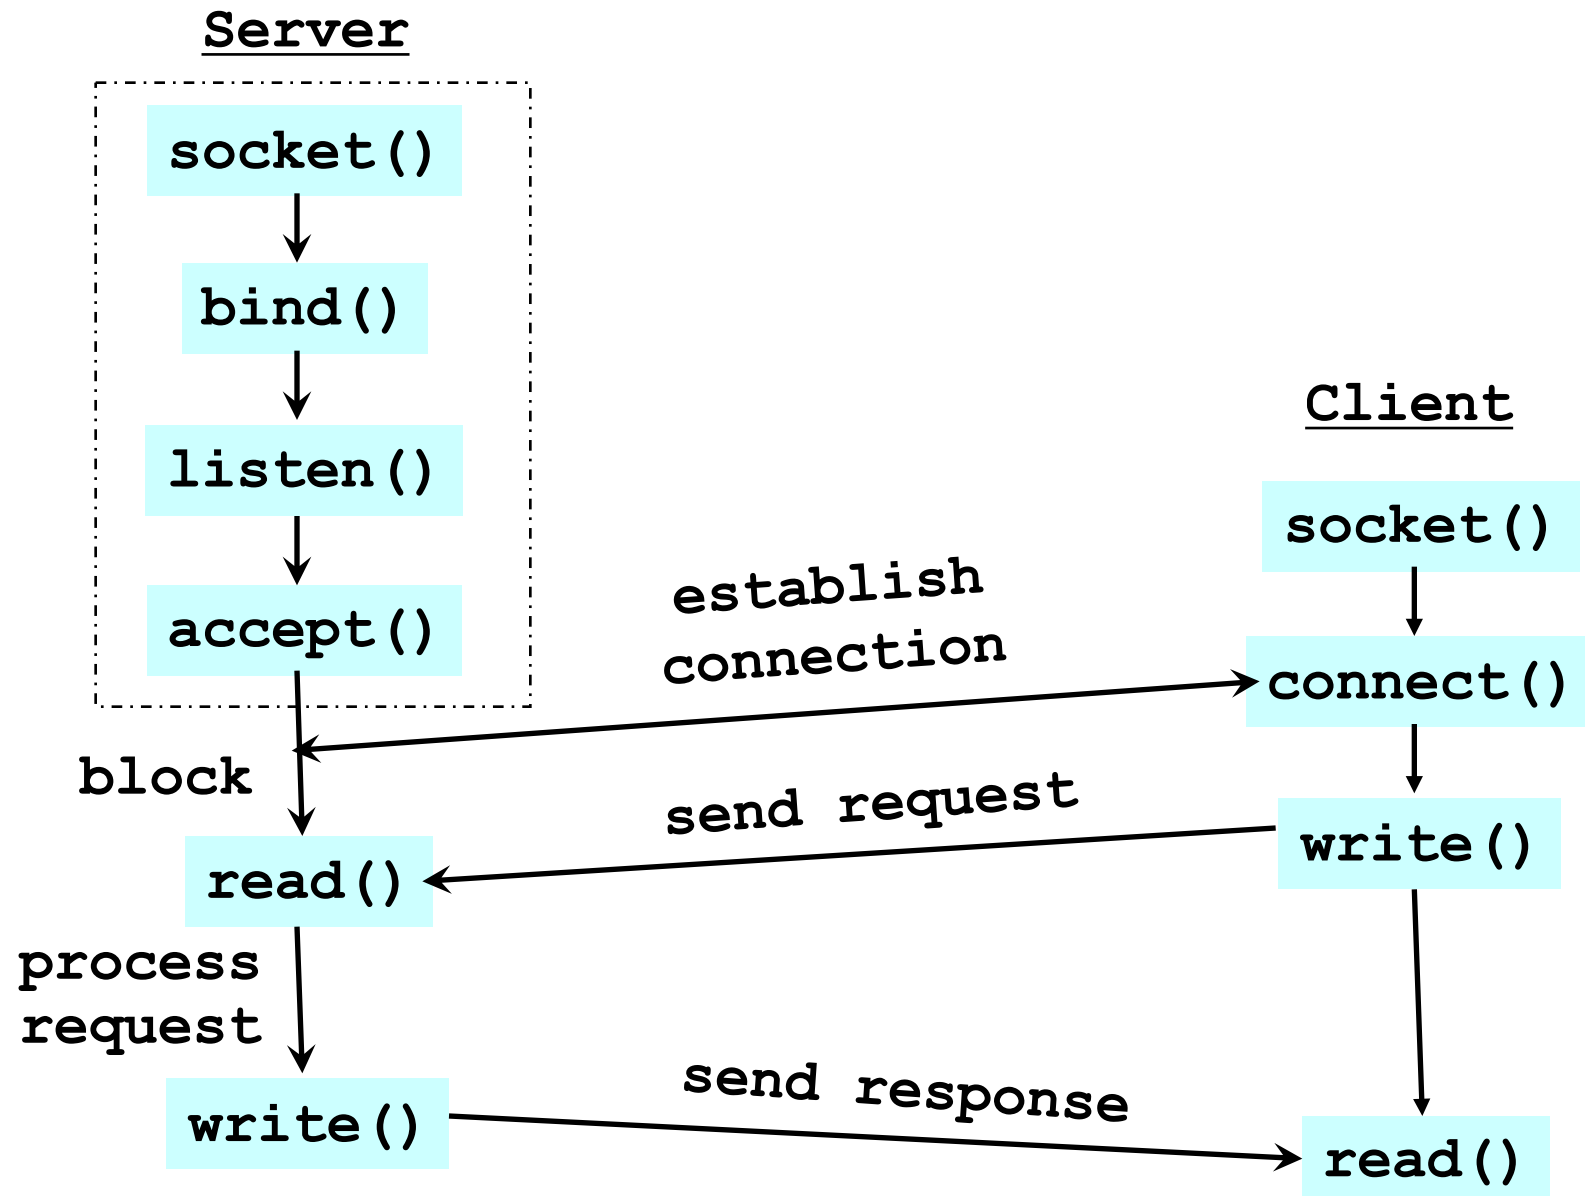 Server
socket()
bind()
listen()
accept()
block
read()
process
request
write()
establish
connection
send request
send response
Client
socket()
connect()
write()
read()